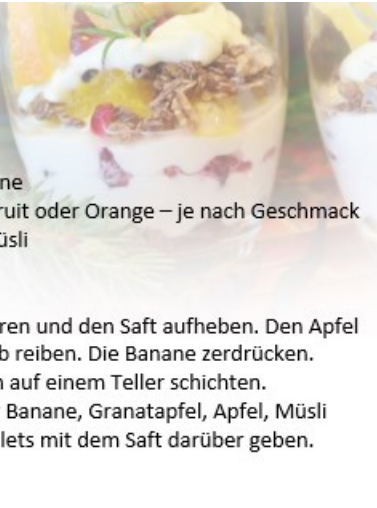 ne
ruit oder Orange – je nach Geschmack
üsli
ren und den Saft aufheben. Den Apfel
b reiben. Die Banane zerdrücken.
n auf einem Teller schichten.
Banane, Granatapfel, Apfel, Müsli
lets mit dem Saft darüber geben.